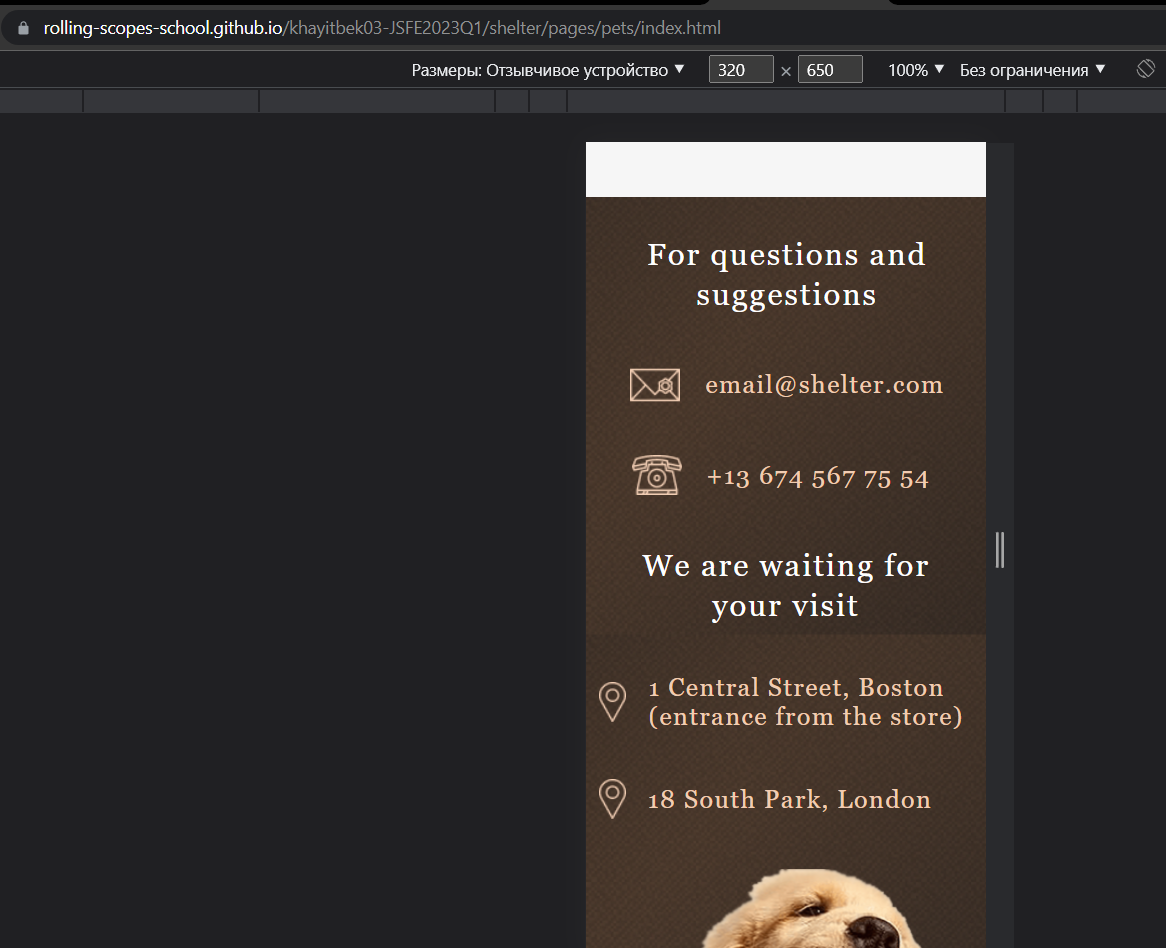 rolling-scopes-school.github.io/khayitbek03-JSFE2023Q1/shelter/pages/pets/index.html
Размеры: Отзывчивое устройство ▼ 320 × 650 100% ▼ Без ограничения ▼
For questions and
suggestions
email@shelter.com
+13 674 567 75 54
We are waiting for
your visit
1 Central Street, Boston
(entrance from the store)
18 South Park, London